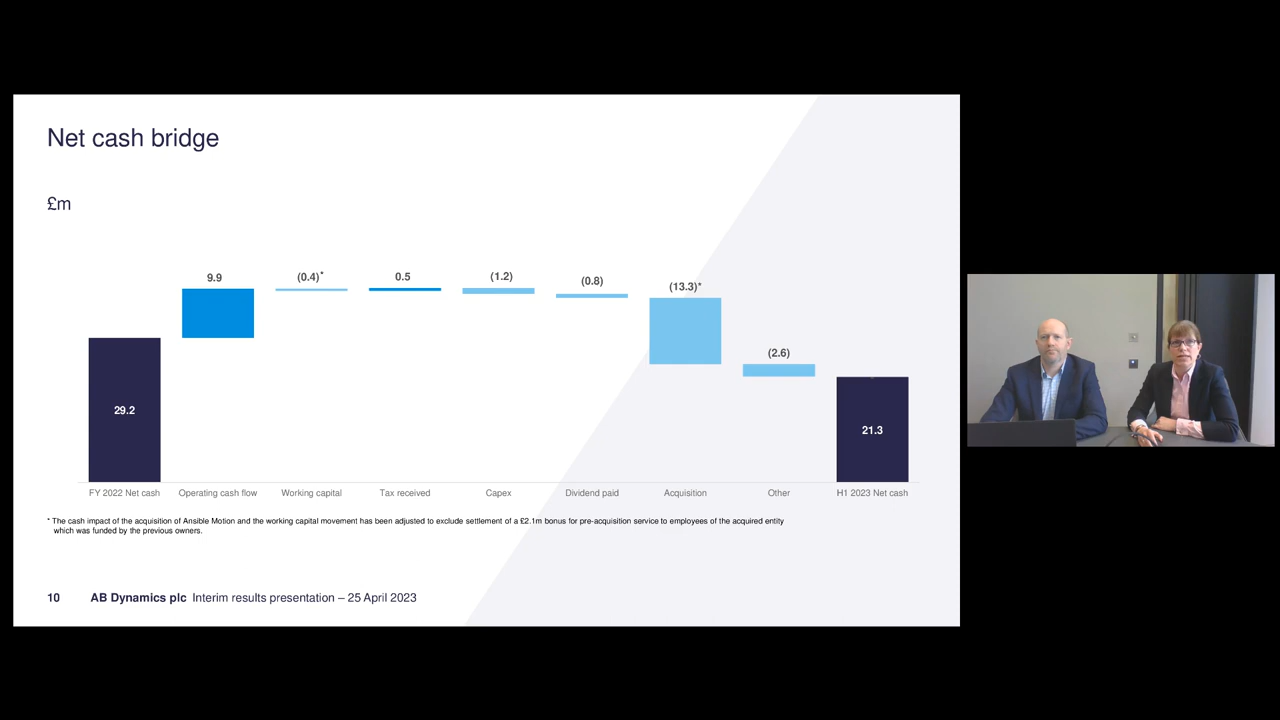 Net cash bridge
£m
9.9
(0.4)*
0.5
(1.2)
(0.8)
(13.3)*
(2.6)
29.2
21.3
FY 2022 Net cash
Operating cash flow
Working capital
Tax received
Capex
Dividend paid
Acquisition
Other
H1 2023 Net cash
* The cash impact of the acquisition of Ansible Motion and the working capital movement has been adjusted to exclude settlement of a £2.1m bonus for pre-acquisition service to employees of the acquired entity
which was funded by the previous owners.
10 AB Dynamics plc Interim results presentation – 25 April 2023